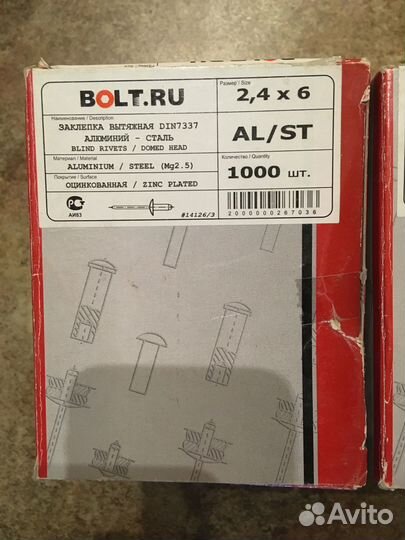 BOLT.RU
Размер / Size
2,4 x 6
Наименование / Description
ЗАКЛЕПКА ВЫТЯЖНАЯ DIN7337
АЛЮМИНИЙ - СТАЛЬ
BLIND RIVETS / DOMED HEAD
AL/ST
Материал / Material
ALUMINIUM / STEEL (Mg2.5)
Количество / Quantity
1000 шт.
Покрытие / Surface
ОЦИНКОВАННАЯ / ZINC PLATED
АИ83
#14126/3
2000000267036
Avito